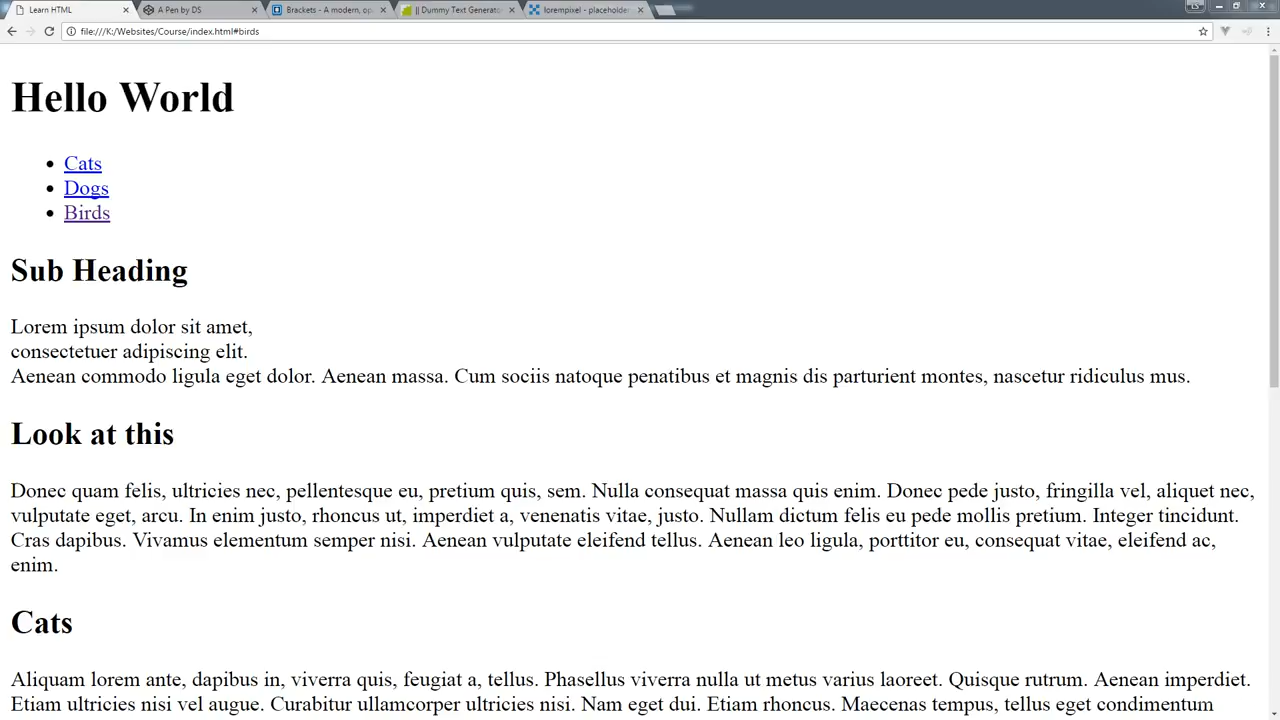 Learn HTML
A Pen by DS
Brackets - A modern, op
|| Dummy Text Generato
lorempixel - placeholder
file:///K:/Websites/Course/index.html#birds
Hello World
Cats
Dogs
Birds
Sub Heading
Lorem ipsum dolor sit amet,
consectetuer adipiscing elit.
Aenean commodo ligula eget dolor. Aenean massa. Cum sociis natoque penatibus et magnis dis parturient montes, nascetur ridiculus mus.
Look at this
Donec quam felis, ultricies nec, pellentesque eu, pretium quis, sem. Nulla consequat massa quis enim. Donec pede justo, fringilla vel, aliquet nec,
vulputate eget, arcu. In enim justo, rhoncus ut, imperdiet a, venenatis vitae, justo. Nullam dictum felis eu pede mollis pretium. Integer tincidunt.
Cras dapibus. Vivamus elementum semper nisi. Aenean vulputate eleifend tellus. Aenean leo ligula, porttitor eu, consequat vitae, eleifend ac,
enim.
Cats
Aliquam lorem ante, dapibus in, viverra quis, feugiat a, tellus. Phasellus viverra nulla ut metus varius laoreet. Quisque rutrum. Aenean imperdiet.
Etiam ultricies nisi vel augue. Curabitur ullamcorper ultricies nisi. Nam eget dui. Etiam rhoncus. Maecenas tempus, tellus eget condimentum